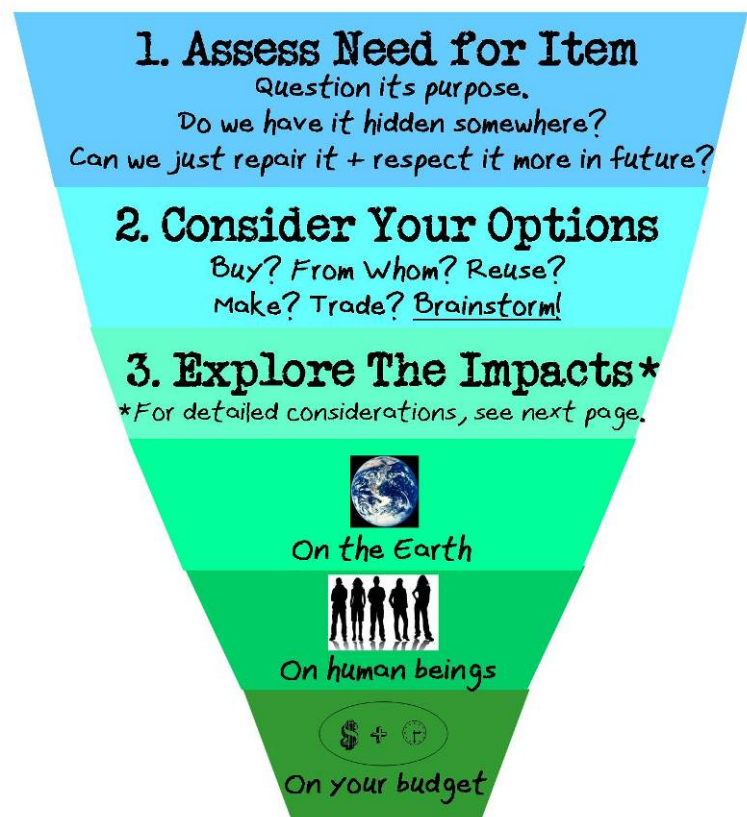 1. Assess Need for Item
Question its purpose.
Do we have it hidden somewhere?
Can we just repair it + respect it more in future?
2. Consider Your Options
Buy? From Whom? Reuse?
Make? Trade? Brainstorm!
3. Explore The Impacts*
*For detailed considerations, see next page.
On the Earth
On human beings
$ +
On your budget